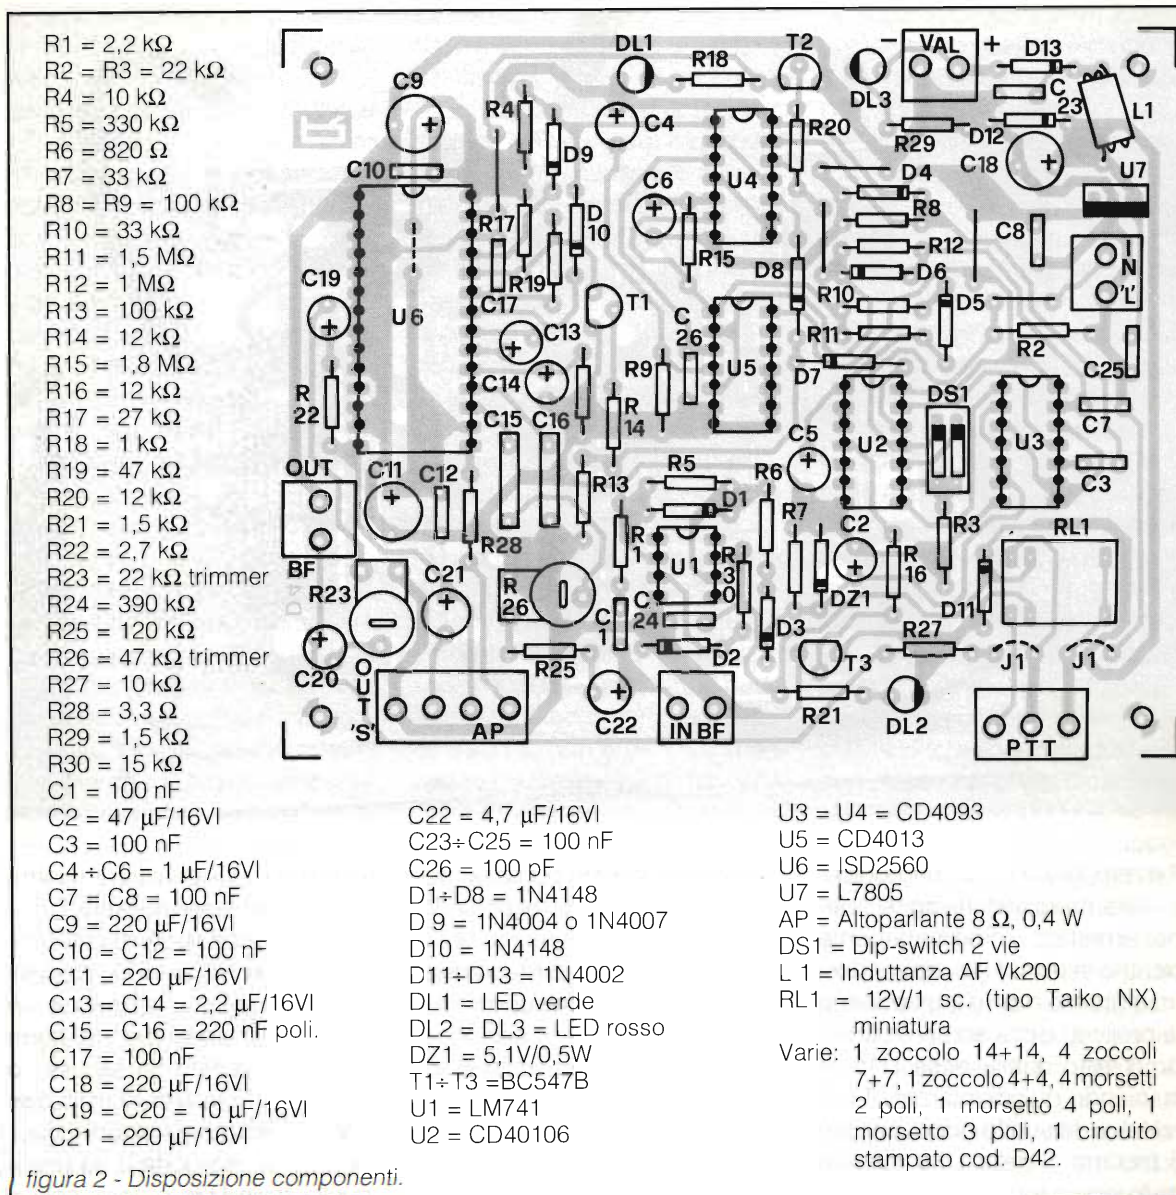 R1 = 2,2 kΩ
R2 = R3 = 22 kΩ
R4 = 10 kΩ
R5 = 330 kΩ
R6 = 820 Ω
R7 = 33 kΩ
R8 = R9 = 100 kΩ
R10 = 33 kΩ
R11 = 1,5 MΩ
R12 = 1 MΩ
R13 = 100 kΩ
R14 = 12 kΩ
R15 = 1,8 MΩ
R16 = 12 kΩ
R17 = 27 kΩ
R18 = 1 kΩ
R19 = 47 kΩ
R20 = 12 kΩ
R21 = 1,5 kΩ
R22 = 2,7 kΩ
R23 = 22 kΩ trimmer
R24 = 390 kΩ
R25 = 120 kΩ
R26 = 47 kΩ trimmer
R27 = 10 kΩ
R28 = 3,3 Ω
R29 = 1,5 kΩ
R30 = 15 kΩ
C1 = 100 nF
C2 = 47 µF/16Vl
C3 = 100 nF
C4÷C6 = 1 µF/16Vl
C7 = C8 = 100 nF
C9 = 220 µF/16Vl
C10 = C12 = 100 nF
C11 = 220 µF/16Vl
C13 = C14 = 2,2 µF/16Vl
C15 = C16 = 220 nF poli.
C17 = 100 nF
C18 = 220 µF/16Vl
C19 = C20 = 10 µF/16Vl
C21 = 220 µF/16Vl
C22 = 4,7 µF/16Vl
C23÷C25 = 100 nF
C26 = 100 pF
D1÷D8 = 1N4148
D 9 = 1N4004 o 1N4007
D10 = 1N4148
D11÷D13 = 1N4002
DL1 = LED verde
DL2 = DL3 = LED rosso
DZ1 = 5,1V/0,5W
T1÷T3 =BC547B
U1 = LM741
U2 = CD40106
U3 = U4 = CD4093
U5 = CD4013
U6 = ISD2560
U7 = L7805
AP = Altoparlante 8 Ω, 0,4 W
DS1 = Dip-switch 2 vie
L 1 = Induttanza AF Vk200
RL1 = 12V/1 sc. (tipo Taiko NX)
miniatura
Varie: 1 zoccolo 14+14, 4 zoccoli
7+7, 1 zoccolo 4+4, 4 morsetti
2 poli, 1 morsetto 4 poli, 1
morsetto 3 poli, 1 circuito
stampato cod. D42.
DL1 R18 T2 - VAL + D13
C9 R4 C4 R20 DL3 R29 C 23 L1
D12 C18 U7
C10 D9 C6 U4 D4
R8
R17 D 10 R15 R12 C8 IN
C19 R19 D8 D6 'L'
U6 C17 T1 C 26 R10 D5
C13 R11 R2
C14 R9 U5 D7 C25
R 22 C15 C16 R 14 DS1 C7
C5 U2 U3
OUT C11 C12 R5 R6 C3
R13 D1 R7 C2 R3 RL1
BF R28 R 1 U1 R 3 0 R 16
R23 C21 R 26 C 1 C 24 DZ1 D11
D3 R27
C20 OUT 'S' R25 D2 T3 J1 J1
AP C22 IN BF R21 DL2 PTT
figura 2 - Disposizione componenti.